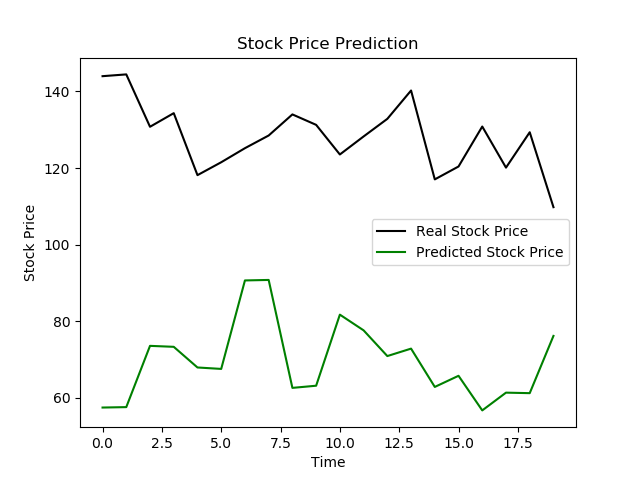 Stock Price Prediction
Stock Price
140
120
100
80
60
Real Stock Price
Predicted Stock Price
0.0 2.5 5.0 7.5 10.0 12.5 15.0 17.5
Time